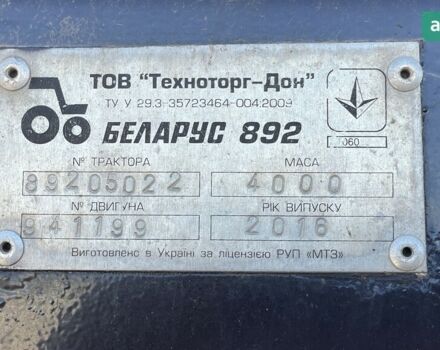 ТОВ "Техноторг-Дон"
ТУ У 29.3-35723464-004:2009
БЕЛАРУС 892
060
№ ТРАКТОРА МАСА
89205022 4000
№ ДВИГУНА РІК ВИПУСКУ
941199 2016
Виготовлено в Україні за ліцензією РУП «МТЗ»